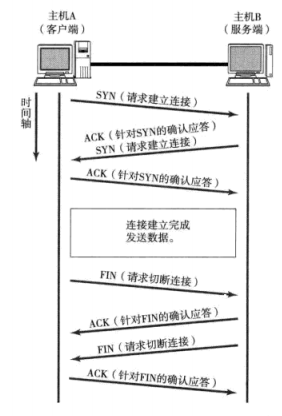 主机A
（客户端）
主机B
（服务端）
时间轴
SYN（请求建立连接）
ACK（针对SYN的确认应答）
SYN（请求建立连接）
ACK（针对SYN的确认应答）
连接建立完成
发送数据。
FIN（请求切断连接）
ACK（针对FIN的确认应答）
FIN（请求切断连接）
ACK（针对FIN的确认应答）